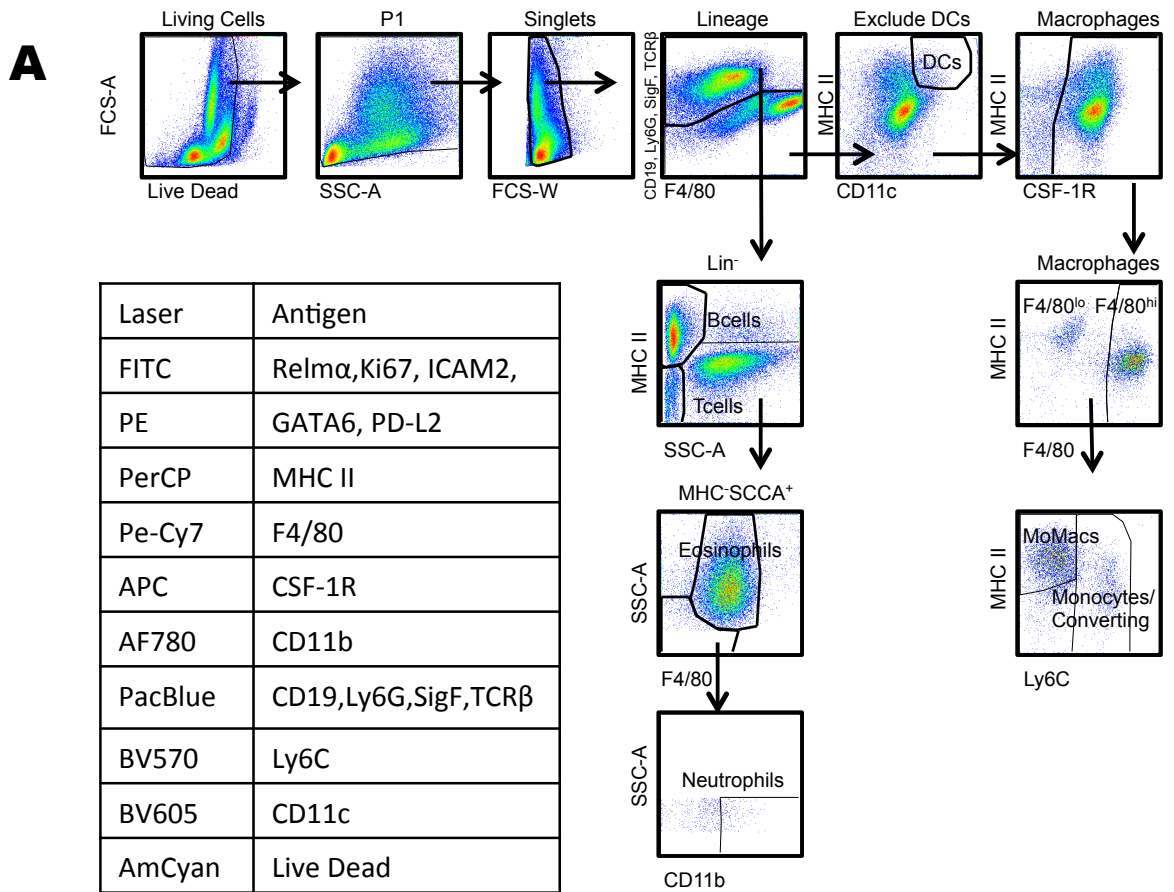 A
Living Cells
FCS-A
Live Dead
P1
SSC-A
Singlets
FCS-W
Lineage
CD19, Ly6G, SigF, TCRβ
F4/80
Exclude DCs
MHC II
DCs
CD11c
Macrophages
MHC II
CSF-1R
Lin-
MHC II
Bcells
Tcells
SSC-A
Macrophages
MHC II
F4/80lo F4/80hi
F4/80
MHC-SCCA+
SSC-A
Eosinophils
F4/80
MHC II
MoMacs
Monocytes/
Converting
Ly6C
SSC-A
Neutrophils
CD11b
Laser Antigen
FITC Relmα,Ki67, ICAM2,
PE GATA6, PD-L2
PerCP MHC II
Pe-Cy7 F4/80
APC CSF-1R
AF780 CD11b
PacBlue CD19,Ly6G,SigF,TCRβ
BV570 Ly6C
BV605 CD11c
AmCyan Live Dead